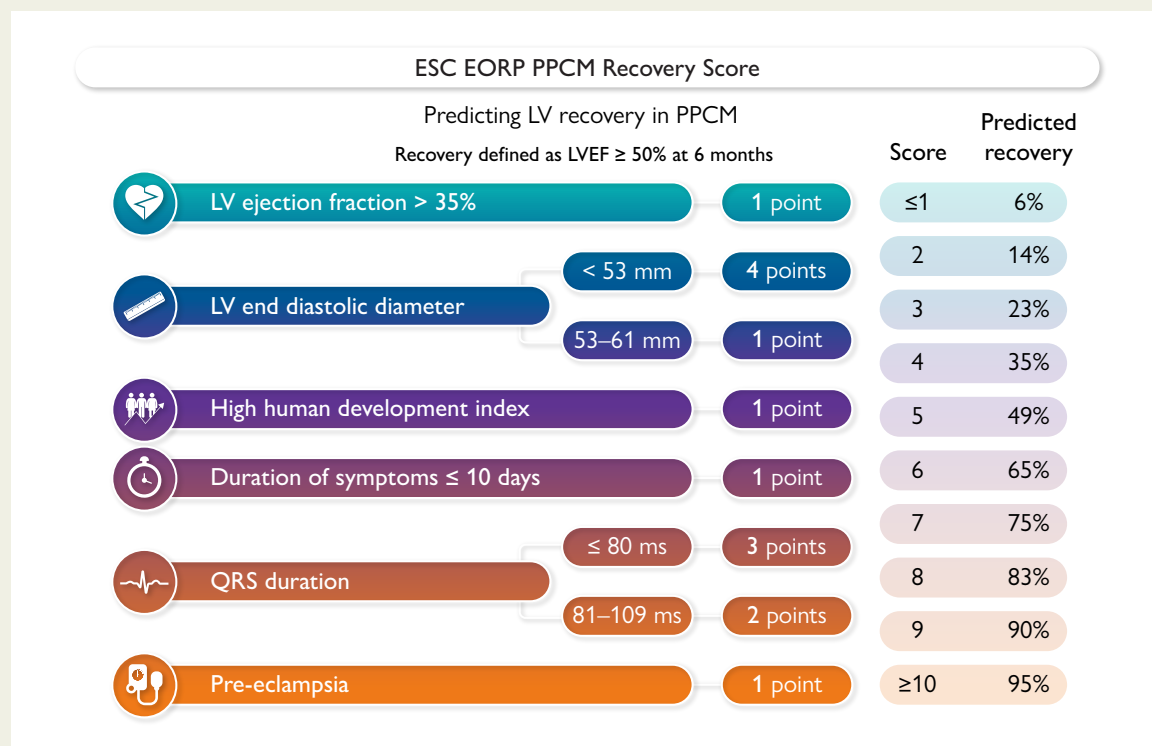 ESC EORP PPCM Recovery Score
Predicting LV recovery in PPCM
Recovery defined as LVEF ≥ 50% at 6 months
Score
Predicted
recovery
LV ejection fraction > 35%
1 point
LV end diastolic diameter
< 53 mm
4 points
53–61 mm
1 point
High human development index
1 point
Duration of symptoms ≤ 10 days
1 point
QRS duration
≤ 80 ms
3 points
81–109 ms
2 points
Pre-eclampsia
1 point
≤1 6%
2 14%
3 23%
4 35%
5 49%
6 65%
7 75%
8 83%
9 90%
≥10 95%